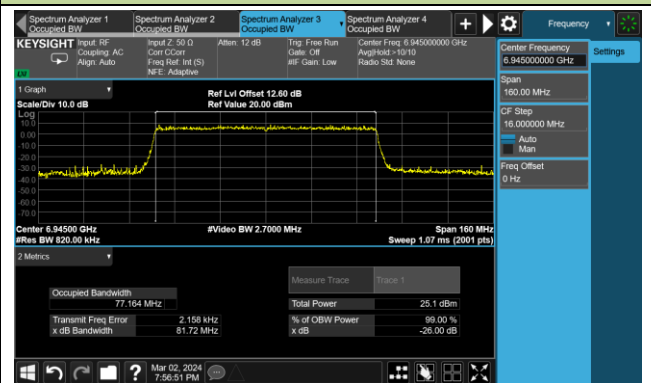 Spectrum Analyzer 1
Occupied BW
Spectrum Analyzer 2
Occupied BW
Spectrum Analyzer 3
Occupied BW
Spectrum Analyzer 4
Occupied BW
Frequency
KEYSIGHT
Input: RF
Coupling: AC
Align: Auto
Input Z: 50 Ω
Corr CCorr
Freq Ref: Int (S)
NFE: Adaptive
Atten: 12 dB
Trig: Free Run
Gate: Off
#IF Gain: Low
Center Freq: 6.945000000 GHz
Avg|Hold:>10/10
Radio Std: None
Center Frequency
6.945000000 GHz
Settings
Span
160.00 MHz
CF Step
16.000000 MHz
Auto
Man
Freq Offset
0 Hz
1 Graph
Scale/Div 10.0 dB
Ref Lvl Offset 12.60 dB
Ref Value 20.00 dBm
Log
10.0
0.00
-10.0
-20.0
-30.0
-40.0
-50.0
-60.0
-70.0
Center 6.94500 GHz
#Video BW 2.7000 MHz
Span 160 MHz
#Res BW 820.00 kHz
Sweep 1.07 ms (2001 pts)
2 Metrics
Measure Trace
Trace 1
Occupied Bandwidth
77.164 MHz
Total Power
25.1 dBm
Transmit Freq Error
2.158 kHz
% of OBW Power
99.00 %
x dB Bandwidth
81.72 MHz
x dB
-26.00 dB
Mar 02, 2024
7:56:51 PM